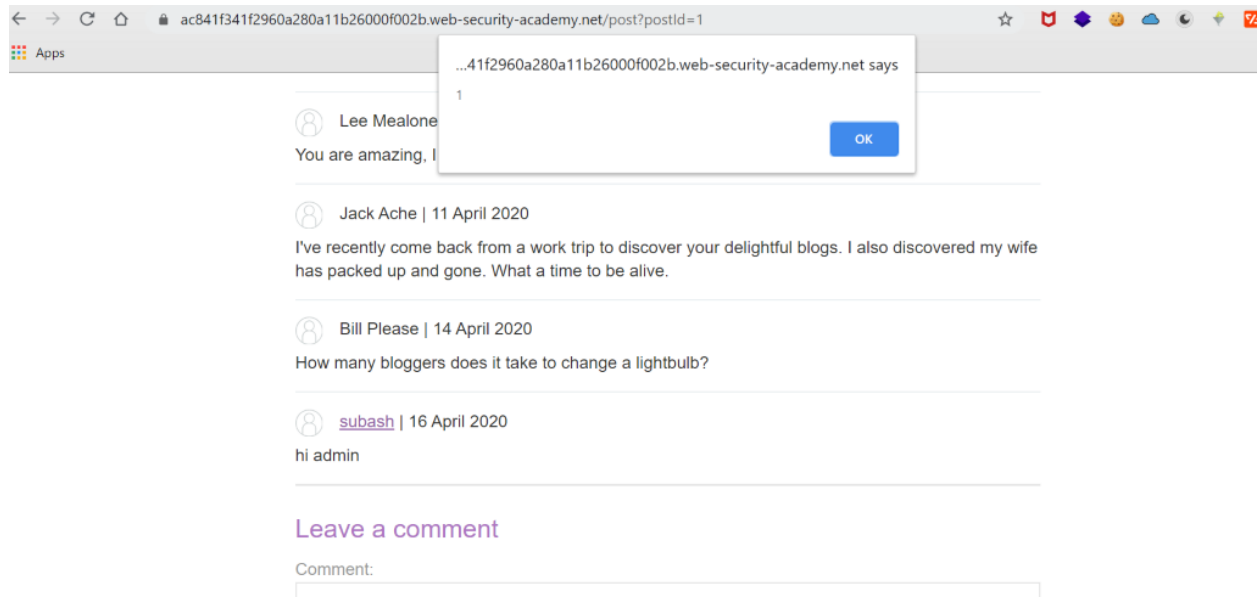 ac841f341f2960a280a11b26000f002b.web-security-academy.net/post?postId=1
Apps
...41f2960a280a11b26000f002b.web-security-academy.net says
1
OK
Lee Mealone
You are amazing, I
Jack Ache | 11 April 2020
I've recently come back from a work trip to discover your delightful blogs. I also discovered my wife
has packed up and gone. What a time to be alive.
Bill Please | 14 April 2020
How many bloggers does it take to change a lightbulb?
subash | 16 April 2020
hi admin
Leave a comment
Comment: